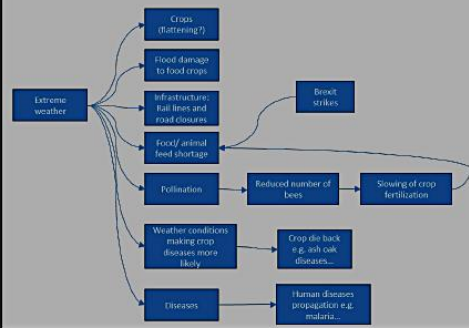 Crops
(flattening?)
Flood damage
to food crops
Extreme
weather
Infrastructure:
Rail lines and
road closures
Brexit
strikes
Food/ animal
feed shortage
Pollination
Reduced number of
bees
Slowing of crop
fertilization
Weather conditions
making crop
diseases more
likely
Crop die back
e.g. ash oak
diseases...
Diseases
Human diseases
propagation e.g.
malaria...